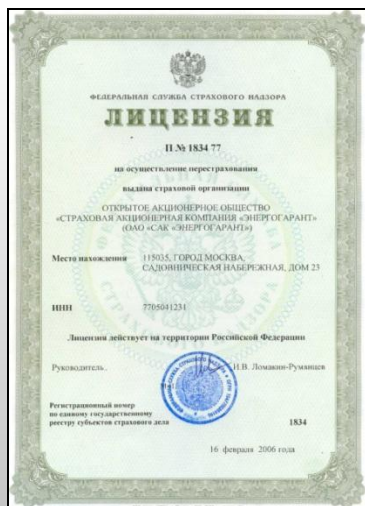 ФЕДЕРАЛЬНАЯ СЛУЖБА СТРАХОВОГО НАДЗОРА
ЛИЦЕНЗИЯ
П № 1834 77
на осуществление перестрахования
выдана страховой организации
ОТКРЫТОЕ АКЦИОНЕРНОЕ ОБЩЕСТВО
«СТРАХОВАЯ АКЦИОНЕРНАЯ КОМПАНИЯ «ЭНЕРГОГАРАНТ»
(ОАО «САК «ЭНЕРГОГАРАНТ»)
Место нахождения 115035, ГОРОД МОСКВА,
САДОВНИЧЕСКАЯ НАБЕРЕЖНАЯ, ДОМ 23
ИНН 7705041231
Лицензия действует на территории Российской Федерации
Руководитель И.В. Ломакин-Румянцев
Регистрационный номер
по единому государственному
реестру субъектов страхового дела 1834
16 февраля 2006 года